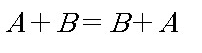 A + B = B + A